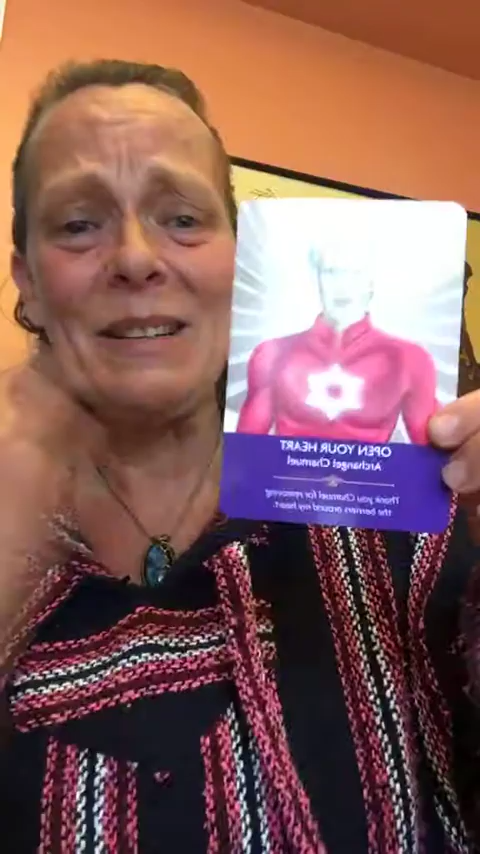 OPEN YOUR HEART
Archangel Chamuel
Thank you Chamuel for removing
the barriers around my heart.